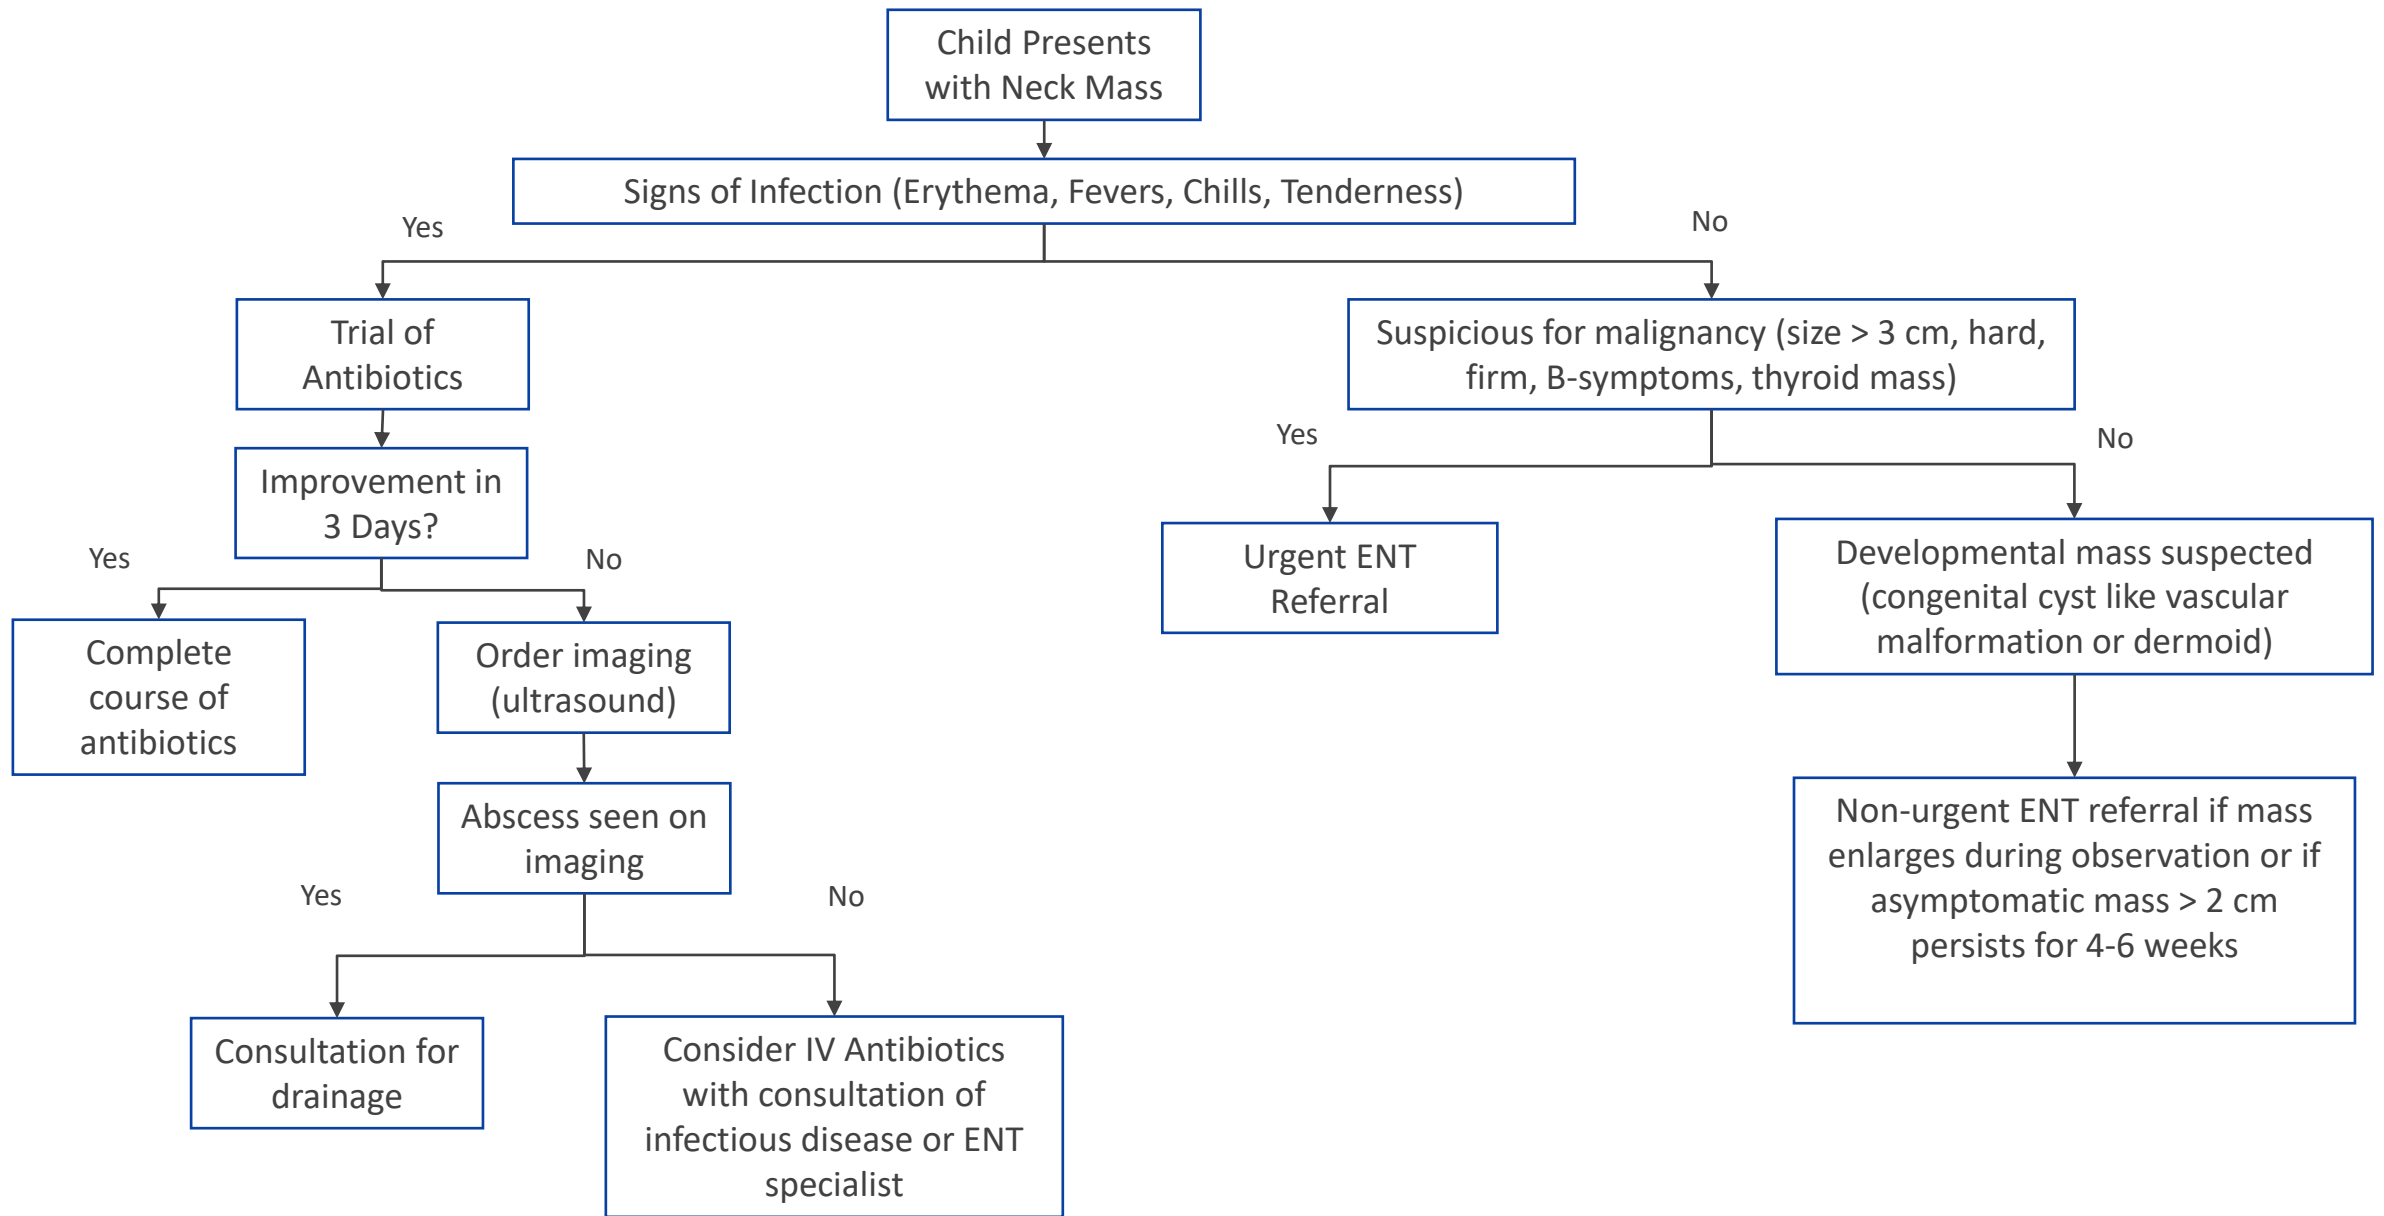 Child Presents
with Neck Mass
Signs of Infection (Erythema, Fevers, Chills, Tenderness)
Yes
No
Trial of
Antibiotics
Suspicious for malignancy (size > 3 cm, hard,
firm, B-symptoms, thyroid mass)
Improvement in
3 Days?
Yes
No
Yes
No
Complete
course of
antibiotics
Order imaging
(ultrasound)
Urgent ENT
Referral
Developmental mass suspected
(congenital cyst like vascular
malformation or dermoid)
Abscess seen on
imaging
Non-urgent ENT referral if mass
enlarges during observation or if
asymptomatic mass > 2 cm
persists for 4-6 weeks
Yes
No
Consultation for
drainage
Consider IV Antibiotics
with consultation of
infectious disease or ENT
specialist